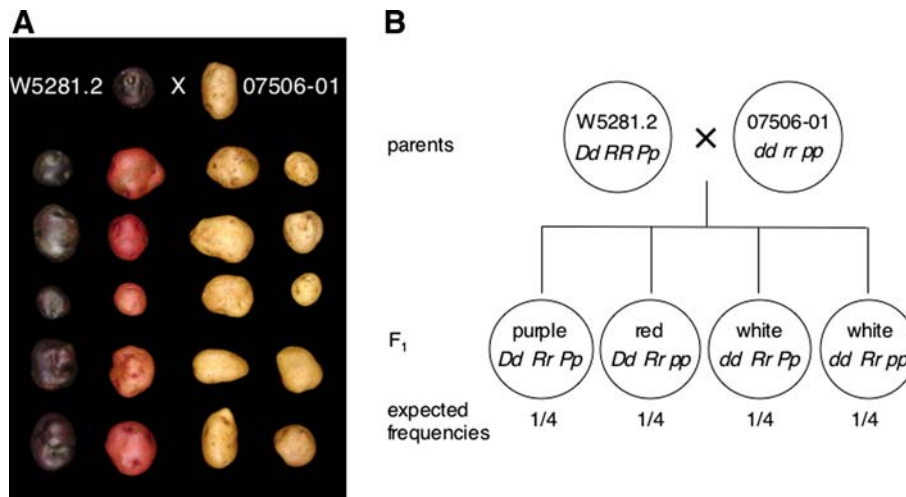 A
W5281.2 X 07506-01
B
parents
W5281.2
Dd RR Pp
×
07506-01
dd rr pp
F1
purple
Dd Rr Pp
red
Dd Rr pp
white
dd Rr Pp
white
dd Rr pp
expected
frequencies
1/4 1/4 1/4 1/4